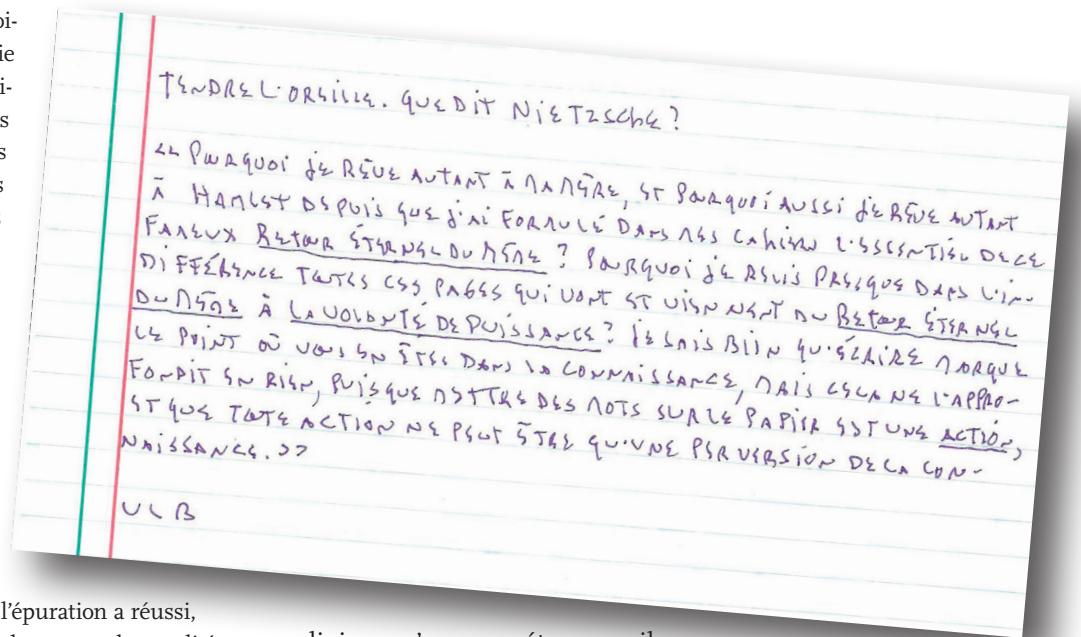 oi-
ie
i-
s
s
s
TENDRE L'OREILLE. QUE DIT NIETZSCHE?
<< POURQUOI JE RÊVE AUTANT À MA MÈRE, ET POURQUOI AUSSI JE RÊVE AUTANT
À HAMLET DEPUIS QUE J'AI FORMULÉ DANS MES CAHIERS L'ESSENTIEL DE CE
FAMEUX RETOUR ÉTERNEL DU MÊME? POURQUOI JE RELIS PRESQUE DANS L'IN-
DIFFÉRENCE TOUTES CES PAGES QUI VONT ET VIENNENT DU RETOUR ÉTERNEL
DU MÊME À LA VOLONTÉ DE PUISSANCE? JE SAIS BIEN QU'ÉCRIRE MARQUE
LE POINT OÙ VOUS EN ÊTES DANS LA CONNAISSANCE, MAIS CELA NE L'APPRO-
FONDIT EN RIEN, PUISQUE METTRE DES MOTS SUR LE PAPIER EST UNE ACTION,
ET QUE TOUTE ACTION NE PEUT ÊTRE QU'UNE PERVERSION DE LA CON-
NAISSANCE. >>
VLB
l'épuration a réussi,